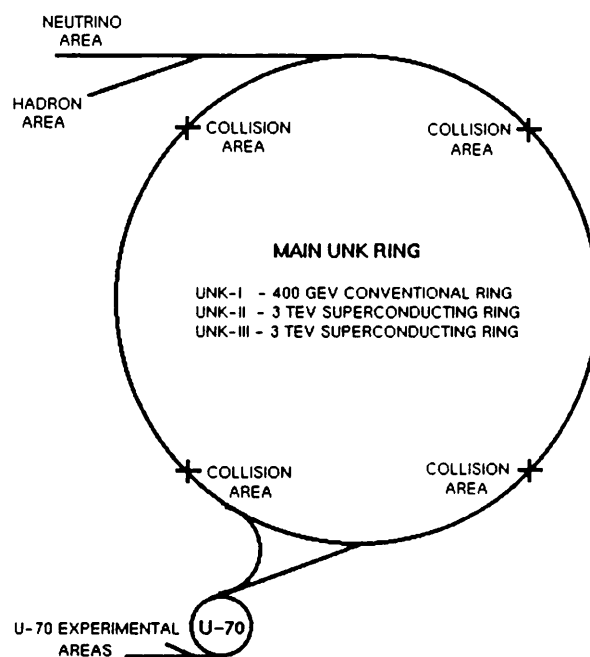 NEUTRINO
AREA
HADRON
AREA
COLLISION
AREA
COLLISION
AREA
MAIN UNK RING
UNK-I - 400 GEV CONVENTIONAL RING
UNK-II - 3 TEV SUPERCONDUCTING RING
UNK-III - 3 TEV SUPERCONDUCTING RING
COLLISION
AREA
COLLISION
AREA
U-70 EXPERIMENTAL
AREAS
U-70